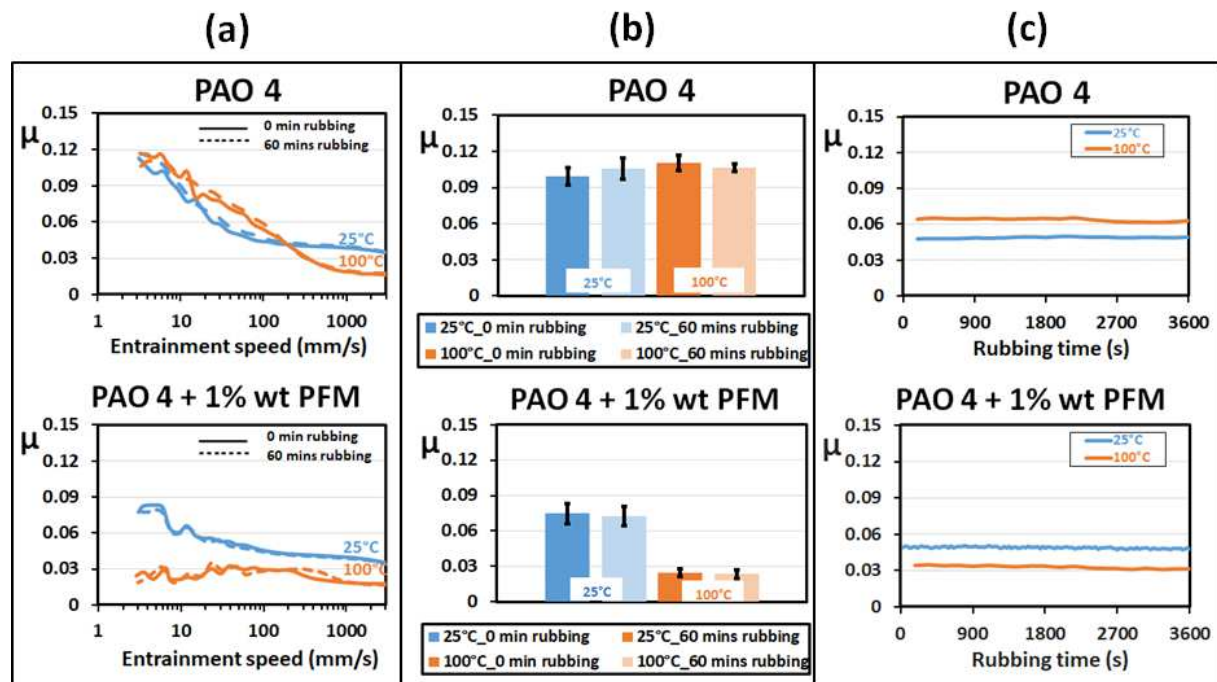 (a)
(b)
(c)
PAO 4
μ
0.15
0.12
0.09
0.06
0.03
0
0 min rubbing
60 mins rubbing
25°C
100°C
1
10
100
1000
Entrainment speed (mm/s)
PAO 4
μ
0.15
0.12
0.09
0.06
0.03
0
25°C
100°C
25°C_0 min rubbing
25°C_60 mins rubbing
100°C_0 min rubbing
100°C_60 mins rubbing
PAO 4
μ
0.15
0.12
0.09
0.06
0.03
0
25°C
100°C
0
900
1800
2700
3600
Rubbing time (s)
PAO 4 + 1% wt PFM
μ
0.15
0.12
0.09
0.06
0.03
0
0 min rubbing
60 mins rubbing
25°C
100°C
1
10
100
1000
Entrainment speed (mm/s)
PAO 4 + 1% wt PFM
μ
0.15
0.12
0.09
0.06
0.03
0
25°C
100°C
25°C_0 min rubbing
25°C_60 mins rubbing
100°C_0 min rubbing
100°C_60 mins rubbing
PAO 4 + 1% wt PFM
μ
0.15
0.12
0.09
0.06
0.03
0
25°C
100°C
0
900
1800
2700
3600
Rubbing time (s)